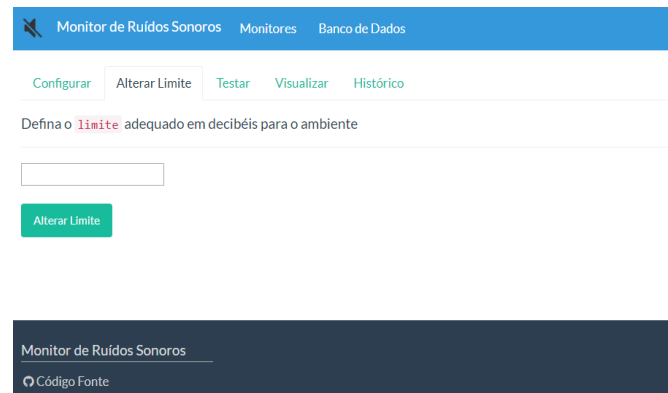 Monitor de Ruídos Sonoros Monitores Banco de Dados
Configurar Alterar Limite Testar Visualizar Histórico
Defina o limite adequado em decibéis para o ambiente
Alterar Limite
Monitor de Ruídos Sonoros
Código Fonte